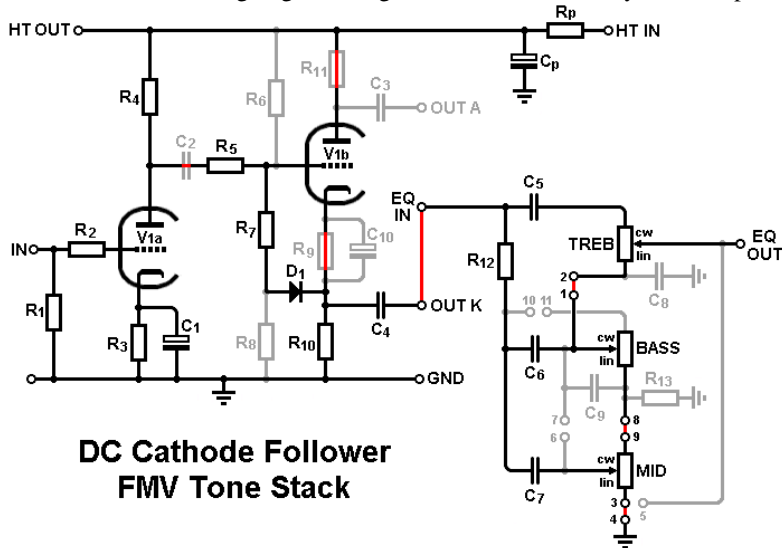 HT OUT
Rp
HT IN
R4
R6
R11
C3
OUT A
Cp
C2
R5
V1b
V1a
IN
R2
R7
R9
C10
EQ IN
C5
cw
TREB
lin
EQ OUT
R12
D1
2
1
C8
R1
R3
C1
R8
R10
C4
OUT K
10
11
C6
cw
BASS
lin
GND
C9
R13
7
6
8
9
DC Cathode Follower
FMV Tone Stack
C7
cw
MID
lin
3
5
4